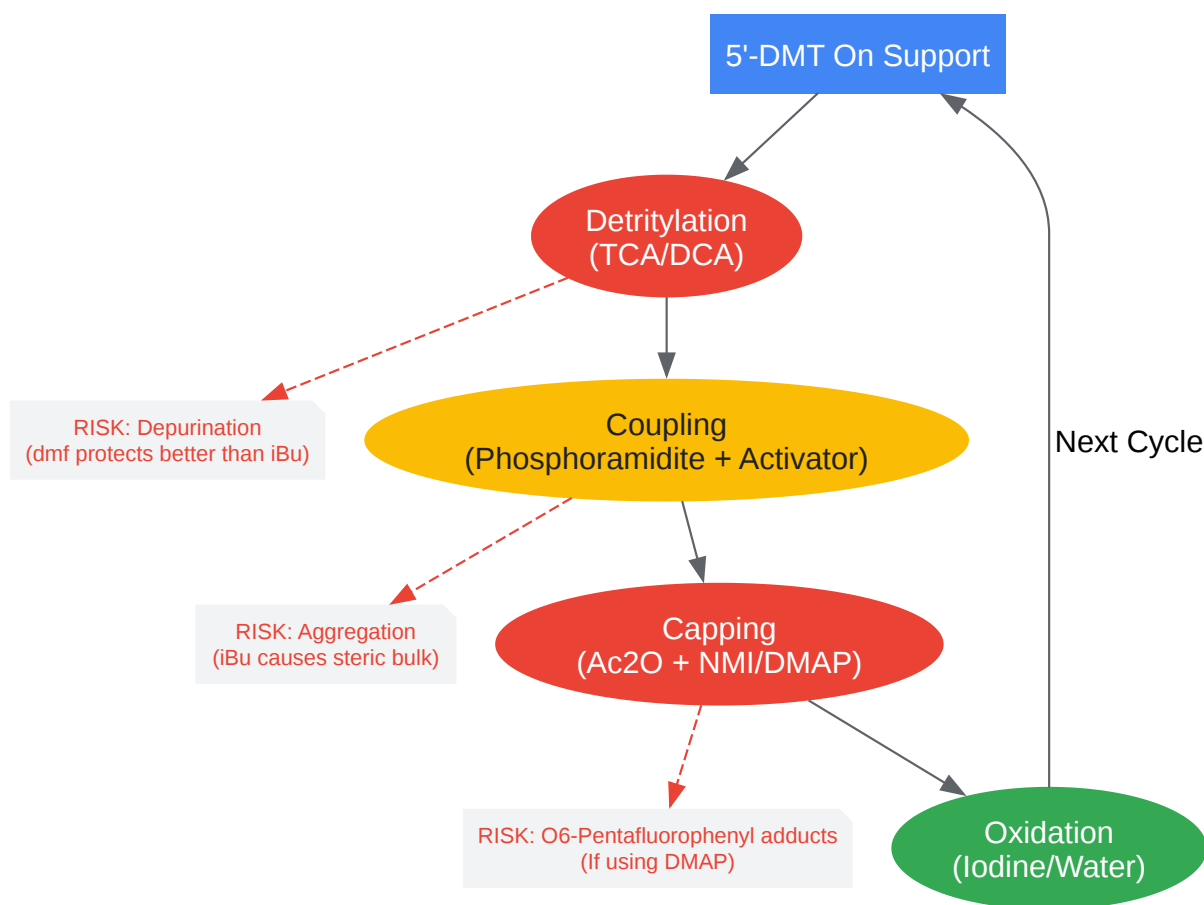 5'-DMT On Support
Detritylation
(TCA/DCA)
RISK: Depurination
(dmf protects better than iBu)
Coupling
(Phosphoramidite + Activator)
Next Cycle
RISK: Aggregation
(iBu causes steric bulk)
Capping
(Ac2O + NMI/DMAP)
RISK: O6-Pentafluorophenyl adducts
(If using DMAP)
Oxidation
(Iodine/Water)